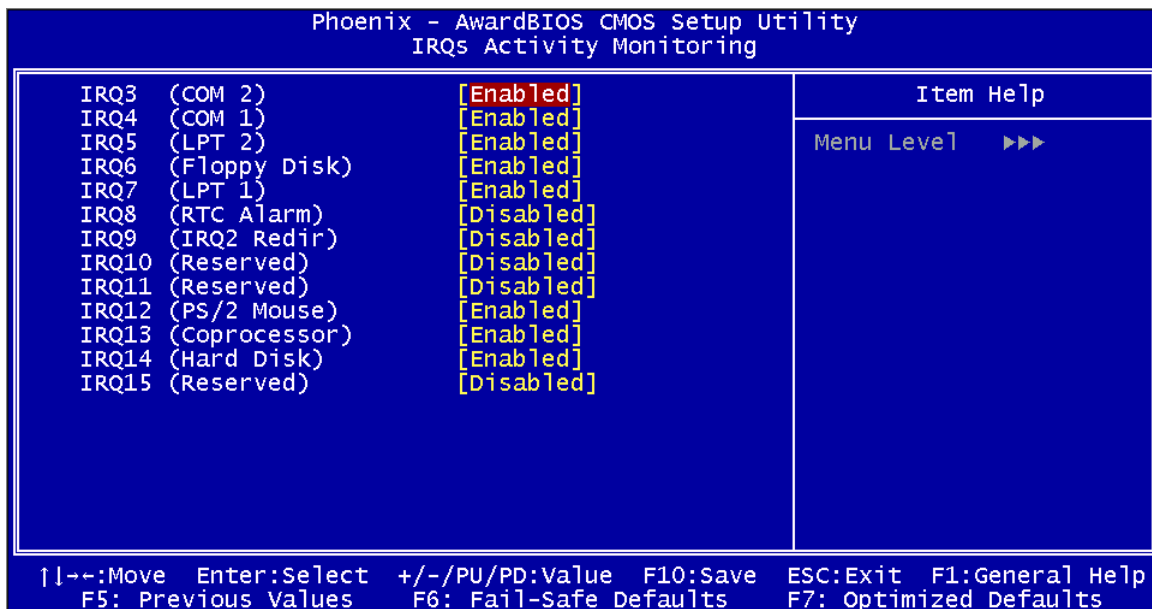 Phoenix - AwardBIOS CMOS Setup Utility
IRQs Activity Monitoring
IRQ3 (COM 2) [Enabled]
IRQ4 (COM 1) [Enabled]
IRQ5 (LPT 2) [Enabled]
IRQ6 (Floppy Disk) [Enabled]
IRQ7 (LPT 1) [Enabled]
IRQ8 (RTC Alarm) [Disabled]
IRQ9 (IRQ2 Redir) [Disabled]
IRQ10 (Reserved) [Disabled]
IRQ11 (Reserved) [Disabled]
IRQ12 (PS/2 Mouse) [Enabled]
IRQ13 (Coprocessor) [Enabled]
IRQ14 (Hard Disk) [Enabled]
IRQ15 (Reserved) [Disabled]
Item Help
Menu Level ▶▶▶
↑↓→←:Move Enter:Select +/-/PU/PD:Value F10:Save ESC:Exit F1:General Help
F5: Previous Values F6: Fail-Safe Defaults F7: Optimized Defaults